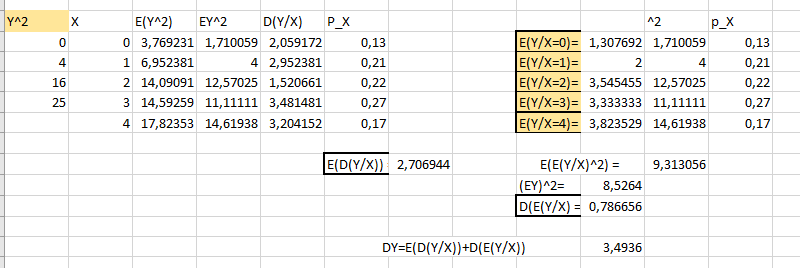 Y^2 X E(Y^2) EY^2 D(Y/X) P_X ^2 p_X
0 0 3,769231 1,710059 2,059172 0,13 E(Y/X=0)= 1,307692 1,710059 0,13
4 1 6,952381 4 2,952381 0,21 E(Y/X=1)= 2 4 0,21
16 2 14,09091 12,57025 1,520661 0,22 E(Y/X=2)= 3,545455 12,57025 0,22
25 3 14,59259 11,11111 3,481481 0,27 E(Y/X=3)= 3,333333 11,11111 0,27
4 17,82353 14,61938 3,204152 0,17 E(Y/X=4)= 3,823529 14,61938 0,17
E(D(Y/X)) 2,706944 E(E(Y/X)^2) = 9,313056
(EY)^2= 8,5264
D(E(Y/X) = 0,786656
DY=E(D(Y/X))+D(E(Y/X)) 3,4936